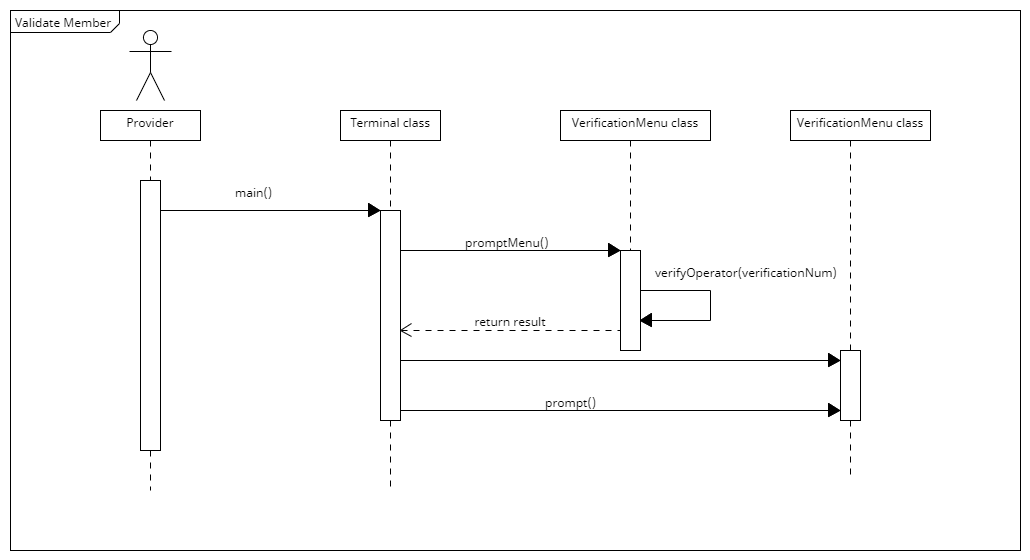 Validate Member
Provider
Terminal class
VerificationMenu class
VerificationMenu class
main()
promptMenu()
verifyOperator(verificationNum)
return result
prompt()